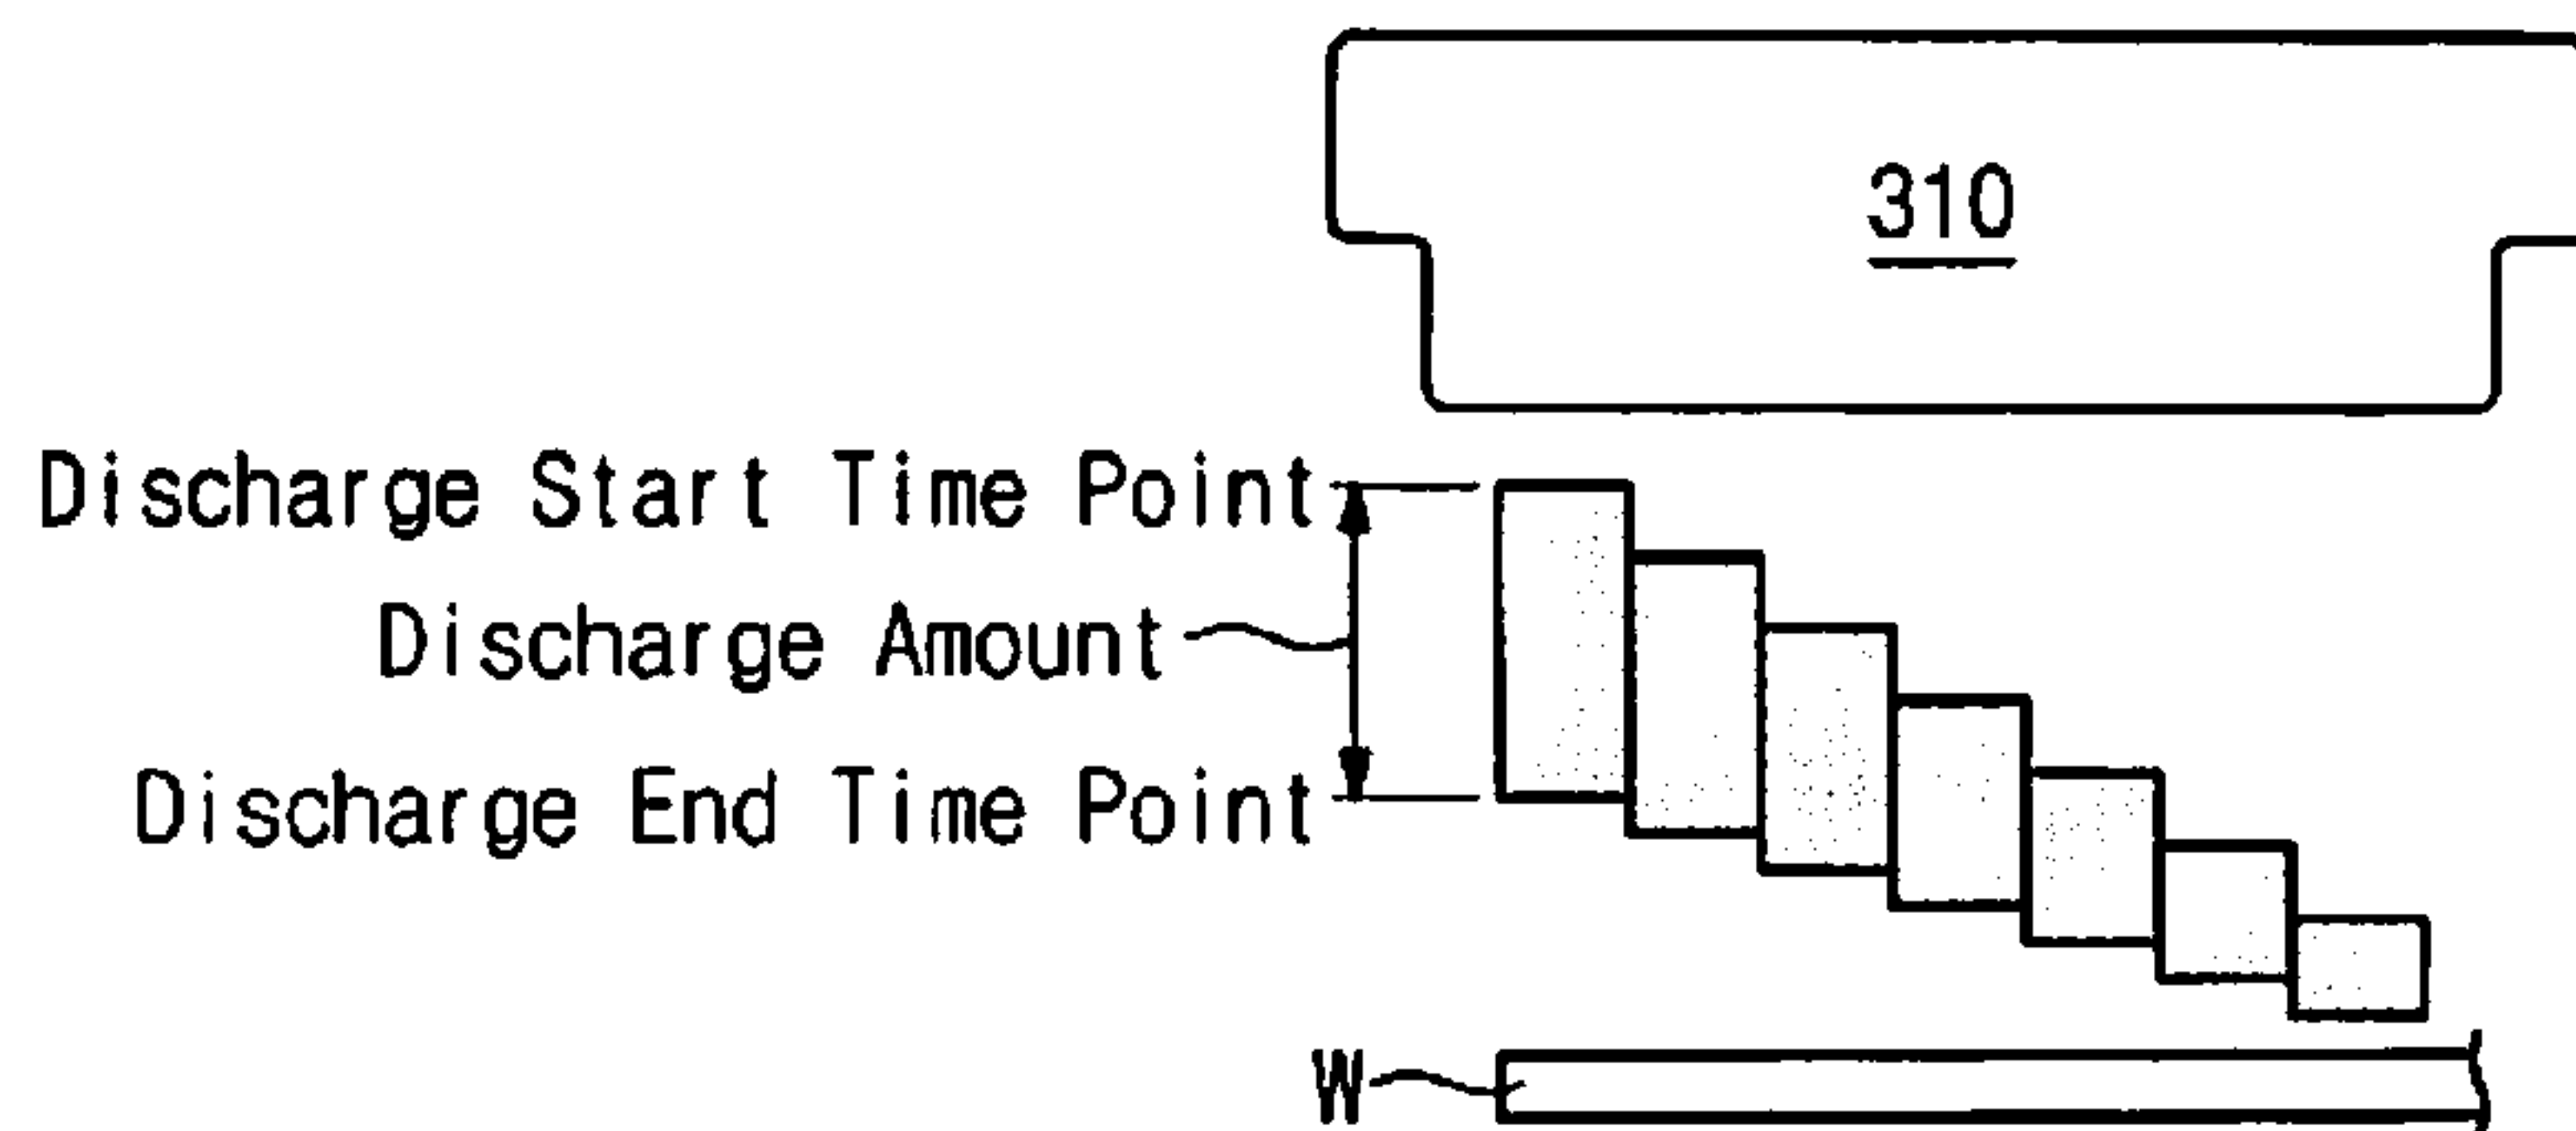 310
Discharge Start Time Point
Discharge Amount
Discharge End Time Point
W